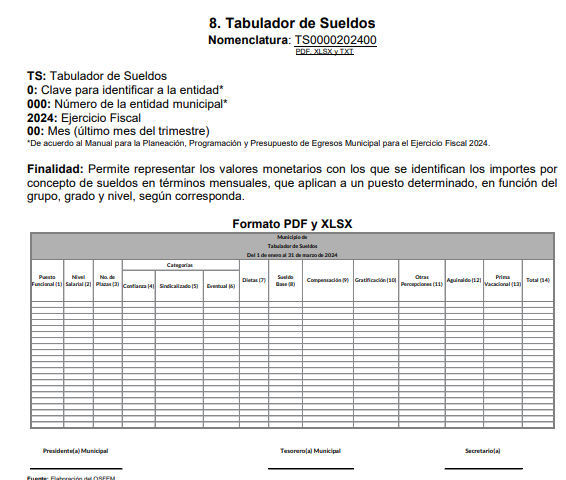 8. Tabulador de Sueldos
Nomenclatura: TS0000202400
PDF, XLSX y TXT
TS: Tabulador de Sueldos
0: Clave para identificar a la entidad*
000: Número de la entidad municipal*
2024: Ejercicio Fiscal
00: Mes (último mes del trimestre)
*De acuerdo al Manual para la Planeación, Programación y Presupuesto de Egresos Municipal para el Ejercicio Fiscal 2024.
Finalidad: Permite representar los valores monetarios con los que se identifican los importes por
concepto de sueldos en términos mensuales, que aplican a un puesto determinado, en función del
grupo, grado y nivel, según corresponda.
Formato PDF y XLSX
Municipio de
Tabulador de Sueldos
Del 1 de enero al 31 de marzo de 2024
Puesto Funcional (1) Nivel Salarial (2) No. de Plazas (3) Categorías Confianza (4) Sindicalizado (5) Eventual (6) Dietas (7) Sueldo Base (8) Compensación (9) Gratificación (10) Otras Percepciones (11) Aguinaldo (12) Prima Vacacional (13) Total (14)
Presidente(a) Municipal Tesorero(a) Municipal Secretario(a)
Fuente: Elaboración del OSFEM